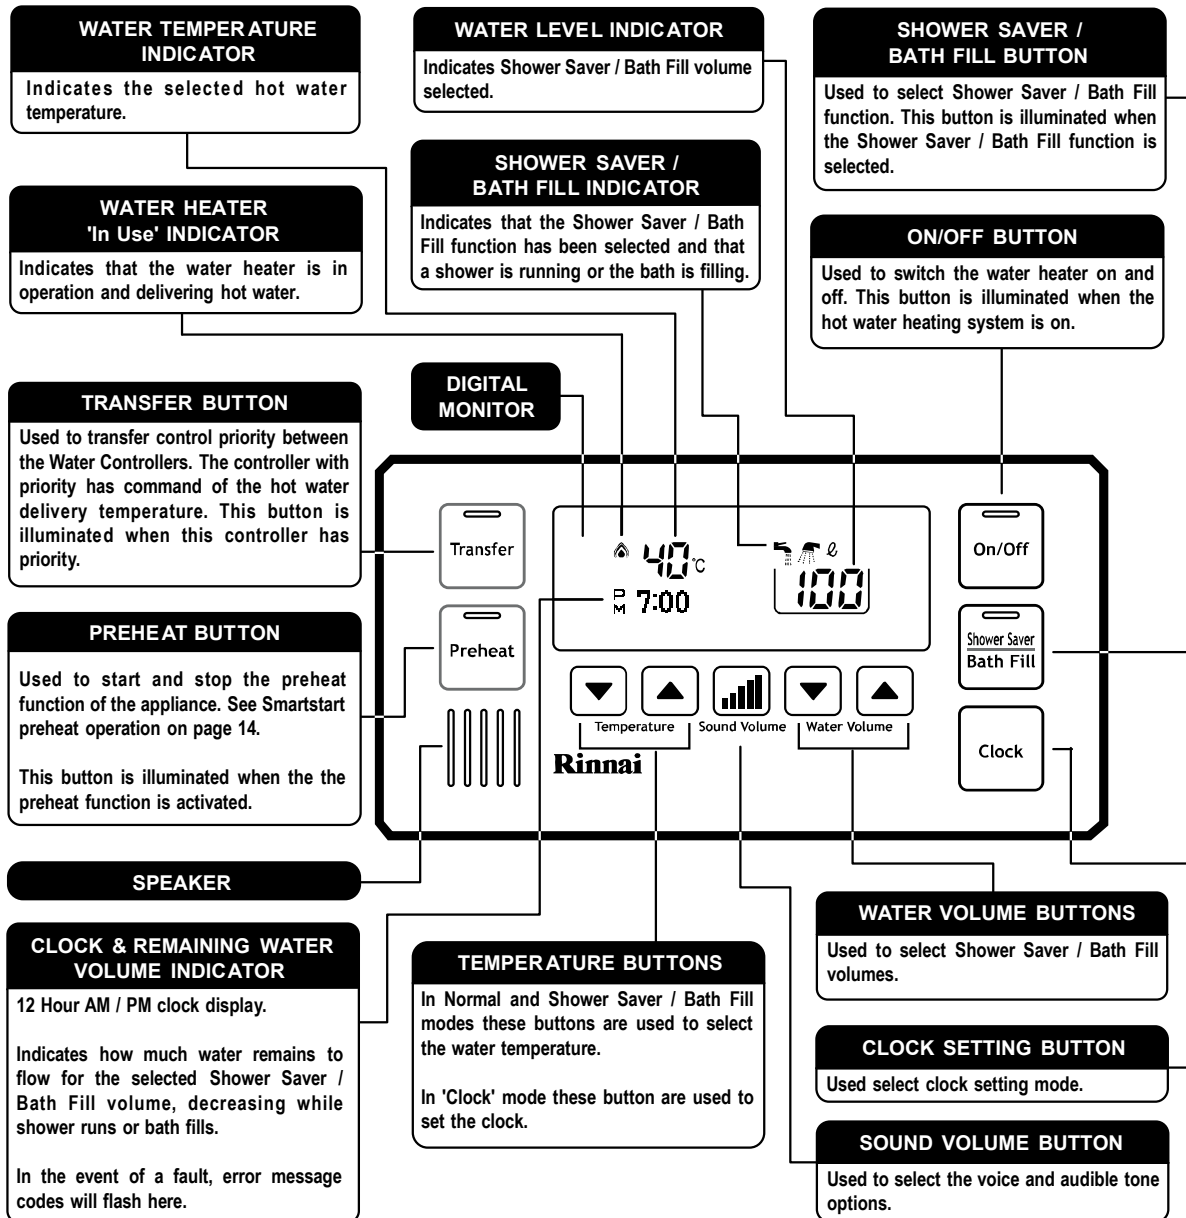 WATER TEMPERATURE
INDICATOR
Indicates the selected hot water
temperature.
WATER LEVEL INDICATOR
Indicates Shower Saver / Bath Fill volume
selected.
SHOWER SAVER /
BATH FILL BUTTON
Used to select Shower Saver / Bath Fill
function. This button is illuminated when
the Shower Saver / Bath Fill function is
selected.
SHOWER SAVER /
BATH FILL INDICATOR
Indicates that the Shower Saver / Bath
Fill function has been selected and that
a shower is running or the bath is filling.
WATER HEATER
'In Use' INDICATOR
Indicates that the water heater is in
operation and delivering hot water.
ON/OFF BUTTON
Used to switch the water heater on and
off. This button is illuminated when the
hot water heating system is on.
DIGITAL
MONITOR
TRANSFER BUTTON
Used to transfer control priority between
the Water Controllers. The controller with
priority has command of the hot water
delivery temperature. This button is
illuminated when this controller has
priority.
PREHEAT BUTTON
Used to start and stop the preheat
function of the appliance. See Smartstart
preheat operation on page 14.
This button is illuminated when the the
preheat function is activated.
SPEAKER
CLOCK & REMAINING WATER
VOLUME INDICATOR
12 Hour AM / PM clock display.
Indicates how much water remains to
flow for the selected Shower Saver /
Bath Fill volume, decreasing while
shower runs or bath fills.
In the event of a fault, error message
codes will flash here.
Transfer
Preheat
40°C
PM 7:00
ℓ
100
Temperature
Sound Volume
Water Volume
Rinnai
On/Off
Shower Saver
Bath Fill
Clock
TEMPERATURE BUTTONS
In Normal and Shower Saver / Bath Fill
modes these buttons are used to select
the water temperature.
In 'Clock' mode these button are used to
set the clock.
WATER VOLUME BUTTONS
Used to select Shower Saver / Bath Fill
volumes.
CLOCK SETTING BUTTON
Used select clock setting mode.
SOUND VOLUME BUTTON
Used to select the voice and audible tone
options.